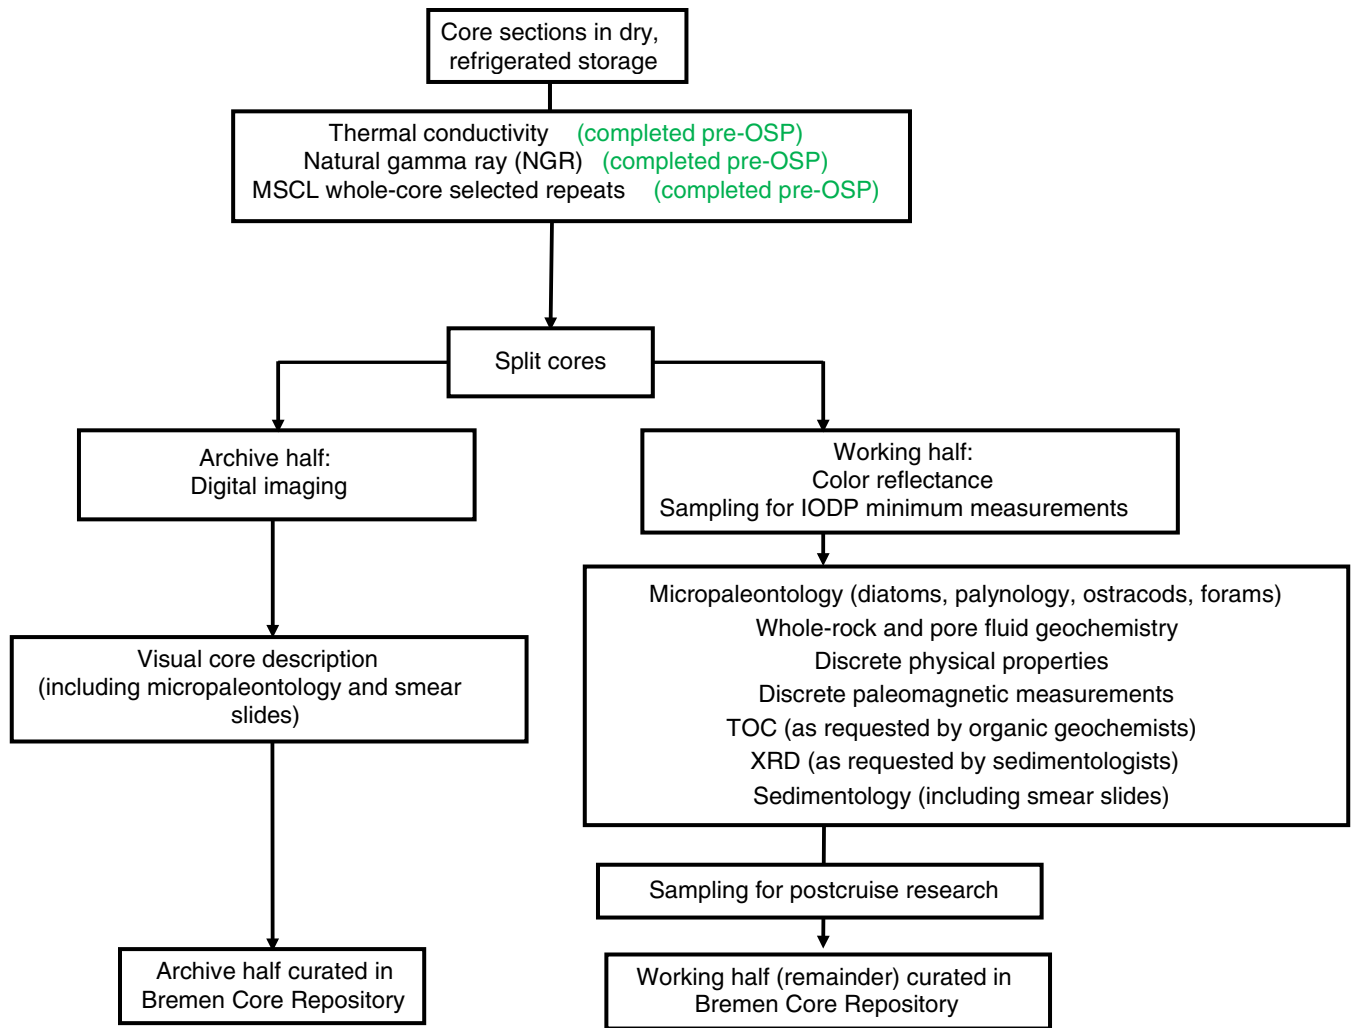 Core sections in dry,
refrigerated storage
Thermal conductivity (completed pre-OSP)
Natural gamma ray (NGR) (completed pre-OSP)
MSCL whole-core selected repeats (completed pre-OSP)
Split cores
Archive half:
Digital imaging
Working half:
Color reflectance
Sampling for IODP minimum measurements
Visual core description
(including micropaleontology and smear
slides)
Micropaleontology (diatoms, palynology, ostracods, forams)
Whole-rock and pore fluid geochemistry
Discrete physical properties
Discrete paleomagnetic measurements
TOC (as requested by organic geochemists)
XRD (as requested by sedimentologists)
Sedimentology (including smear slides)
Sampling for postcruise research
Archive half curated in
Bremen Core Repository
Working half (remainder) curated in
Bremen Core Repository